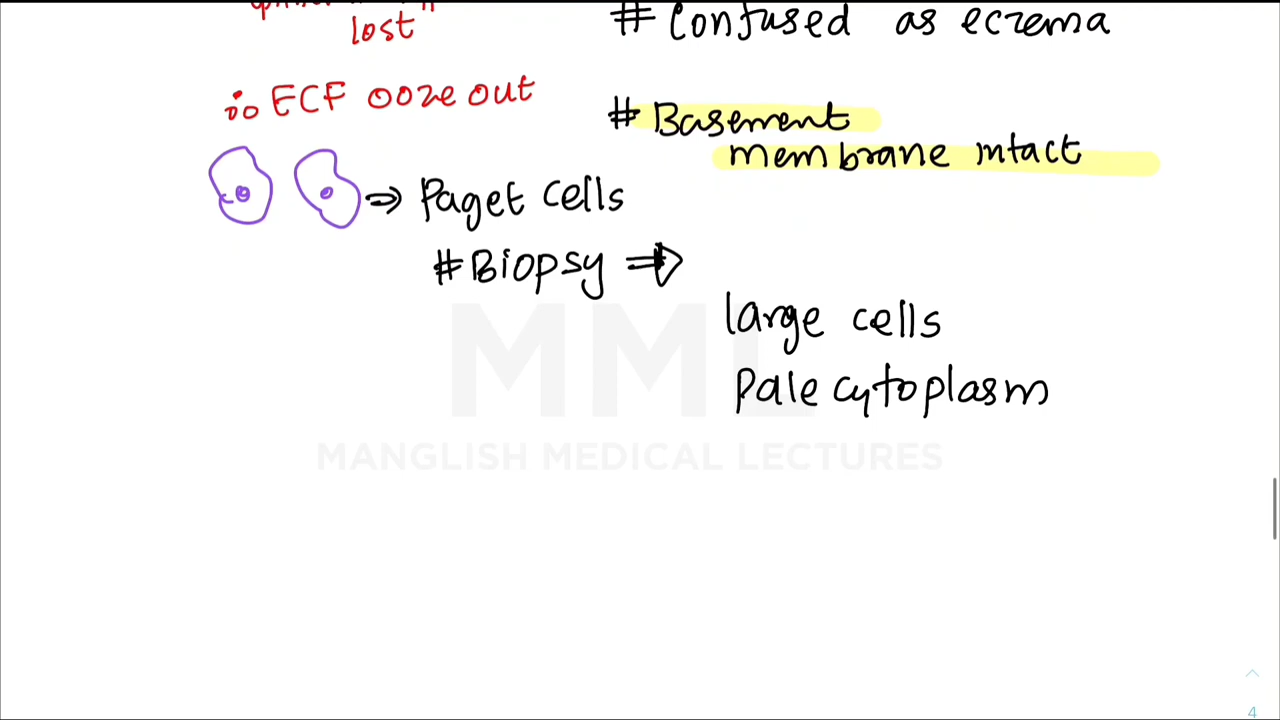 lost
# Confused as eczema
∴ ECF ooze out
# Basement
membrane intact
⇒ Paget cells
# Biopsy ⇒
large cells
Pale cytoplasm
MML
MANGLISH MEDICAL LECTURES
4